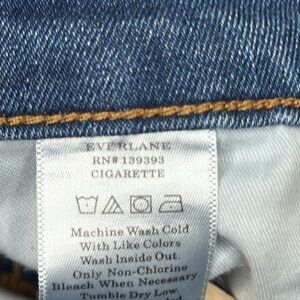 EVERLANE
RN# 139393
CIGARETTE
Machine Wash Cold
With Like Colors
Wash Inside Out.
Only Non-Chlorine
Bleach When Necessary.
Tumble Dry Low.